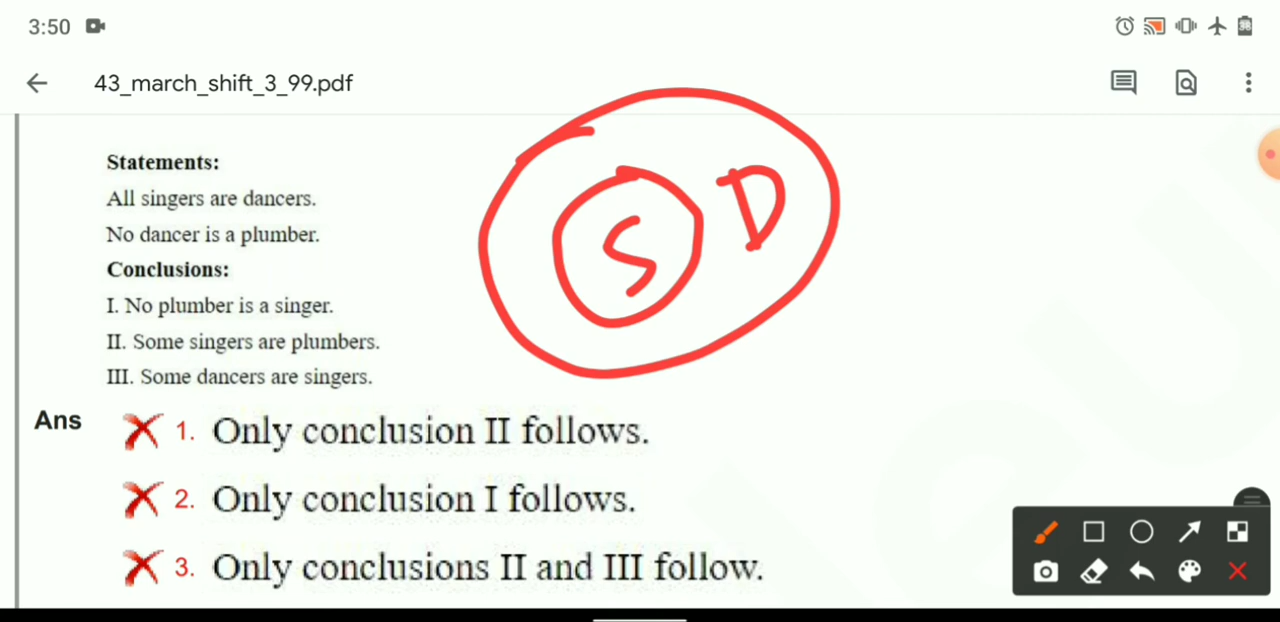 3:50
43_march_shift_3_99.pdf
Statements:
All singers are dancers.
No dancer is a plumber.
Conclusions:
I. No plumber is a singer.
II. Some singers are plumbers.
III. Some dancers are singers.
S D
Ans
1. Only conclusion II follows.
2. Only conclusion I follows.
3. Only conclusions II and III follow.